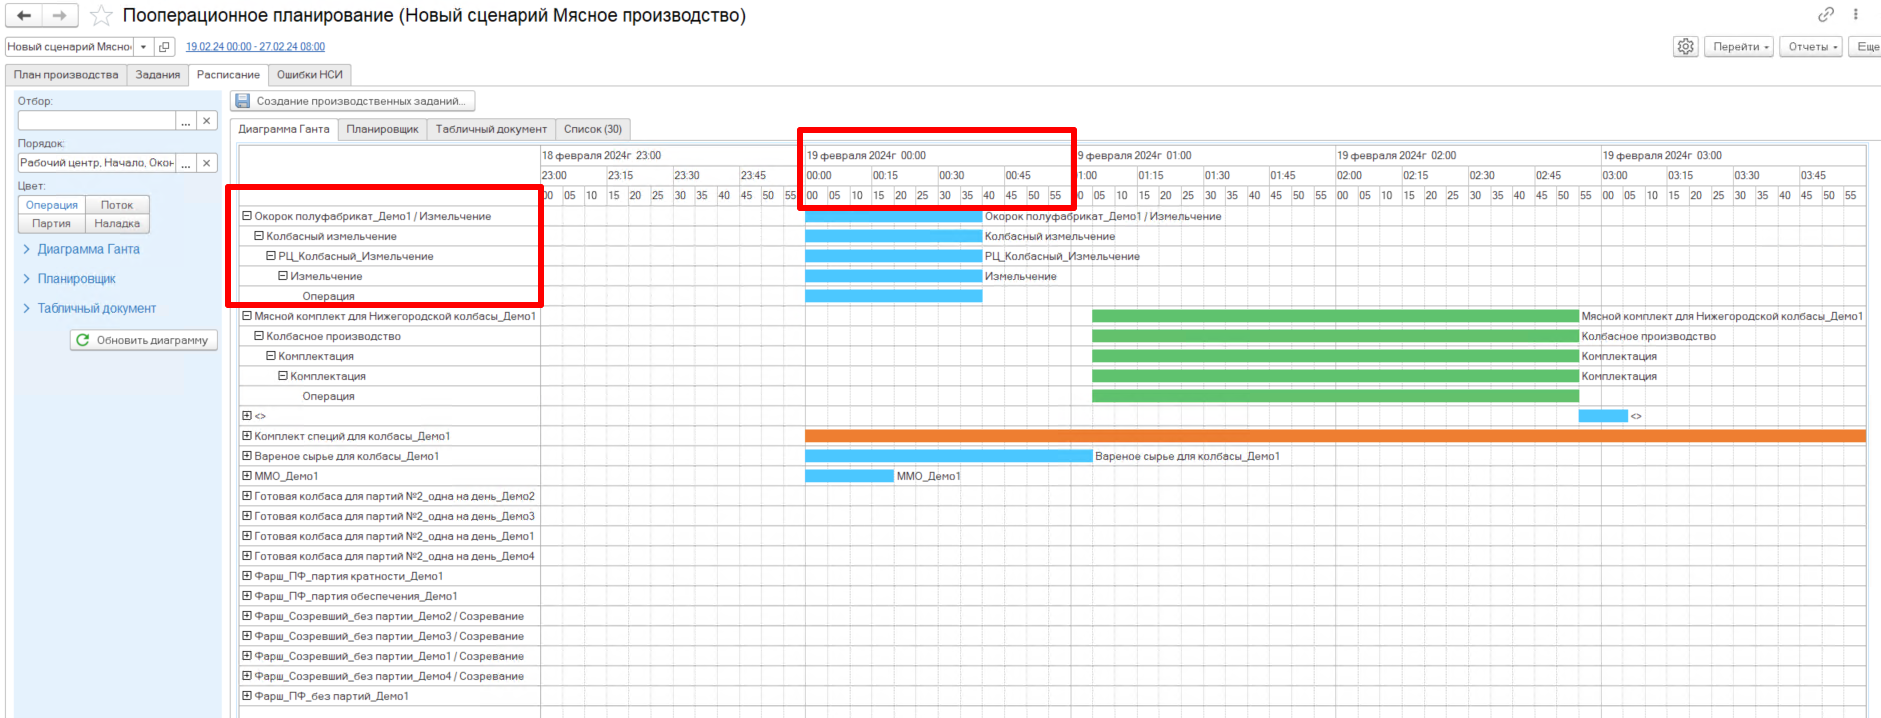 Пооперационное планирование (Новый сценарий Мясное производство)
Новый сценарий Мясно 19.02.24 00:00 - 27.02.24 08:00 Перейти Отчеты Еще
План производства Задания Расписание Ошибки НСИ
Отбор:
...
Порядок:
Рабочий центр, Начало, Окон ...
Цвет:
Операция Поток
Партия Наладка
Диаграмма Ганта
Планировщик
Табличный документ
Обновить диаграмму
Создание производственных заданий...
Диаграмма Ганта Планировщик Табличный документ Список (30)
18 февраля 2024г 23:00 19 февраля 2024г 00:00 9 февраля 2024г 01:00 19 февраля 2024г 02:00 19 февраля 2024г 03:00
23:00 23:15 23:30 23:45 00:00 00:15 00:30 00:45 1:00 01:15 01:30 01:45 02:00 02:15 02:30 02:45 03:00 03:15 03:30 03:45
00 05 10 15 20 25 30 35 40 45 50 55 00 05 10 15 20 25 30 35 40 45 50 55 0 05 10 15 20 25 30 35 40 45 50 55 00 05 10 15 20 25 30 35 40 45 50 55 00 05 10 15 20 25 30 35 40 45 50 55
Окорок полуфабрикат_Демо1 / Измельчение Окорок полуфабрикат_Демо1 / Измельчение
Колбасный измельчение Колбасный измельчение
РЦ_Колбасный_Измельчение РЦ_Колбасный_Измельчение
Измельчение Измельчение
Операция
Мясной комплект для Нижегородской колбасы_Демо1 Мясной комплект для Нижегородской колбасы_Демо1
Колбасное производство Колбасное производство
Комплектация Комплектация
Комплектация Комплектация
Операция
<> <>
Комплект специй для колбасы_Демо1
Вареное сырье для колбасы_Демо1 Вареное сырье для колбасы_Демо1
ММО_Демо1 ММО_Демо1
Готовая колбаса для партий №2_одна на день_Демо2
Готовая колбаса для партий №2_одна на день_Демо3
Готовая колбаса для партий №2_одна на день_Демо1
Готовая колбаса для партий №2_одна на день_Демо4
Фарш_ПФ_партия кратности_Демо1
Фарш_ПФ_партия обеспечения_Демо1
Фарш_Созревший_без партии_Демо2 / Созревание
Фарш_Созревший_без партии_Демо3 / Созревание
Фарш_Созревший_без партии_Демо1 / Созревание
Фарш_Созревший_без партии_Демо4 / Созревание
Фарш_ПФ_без партий_Демо1